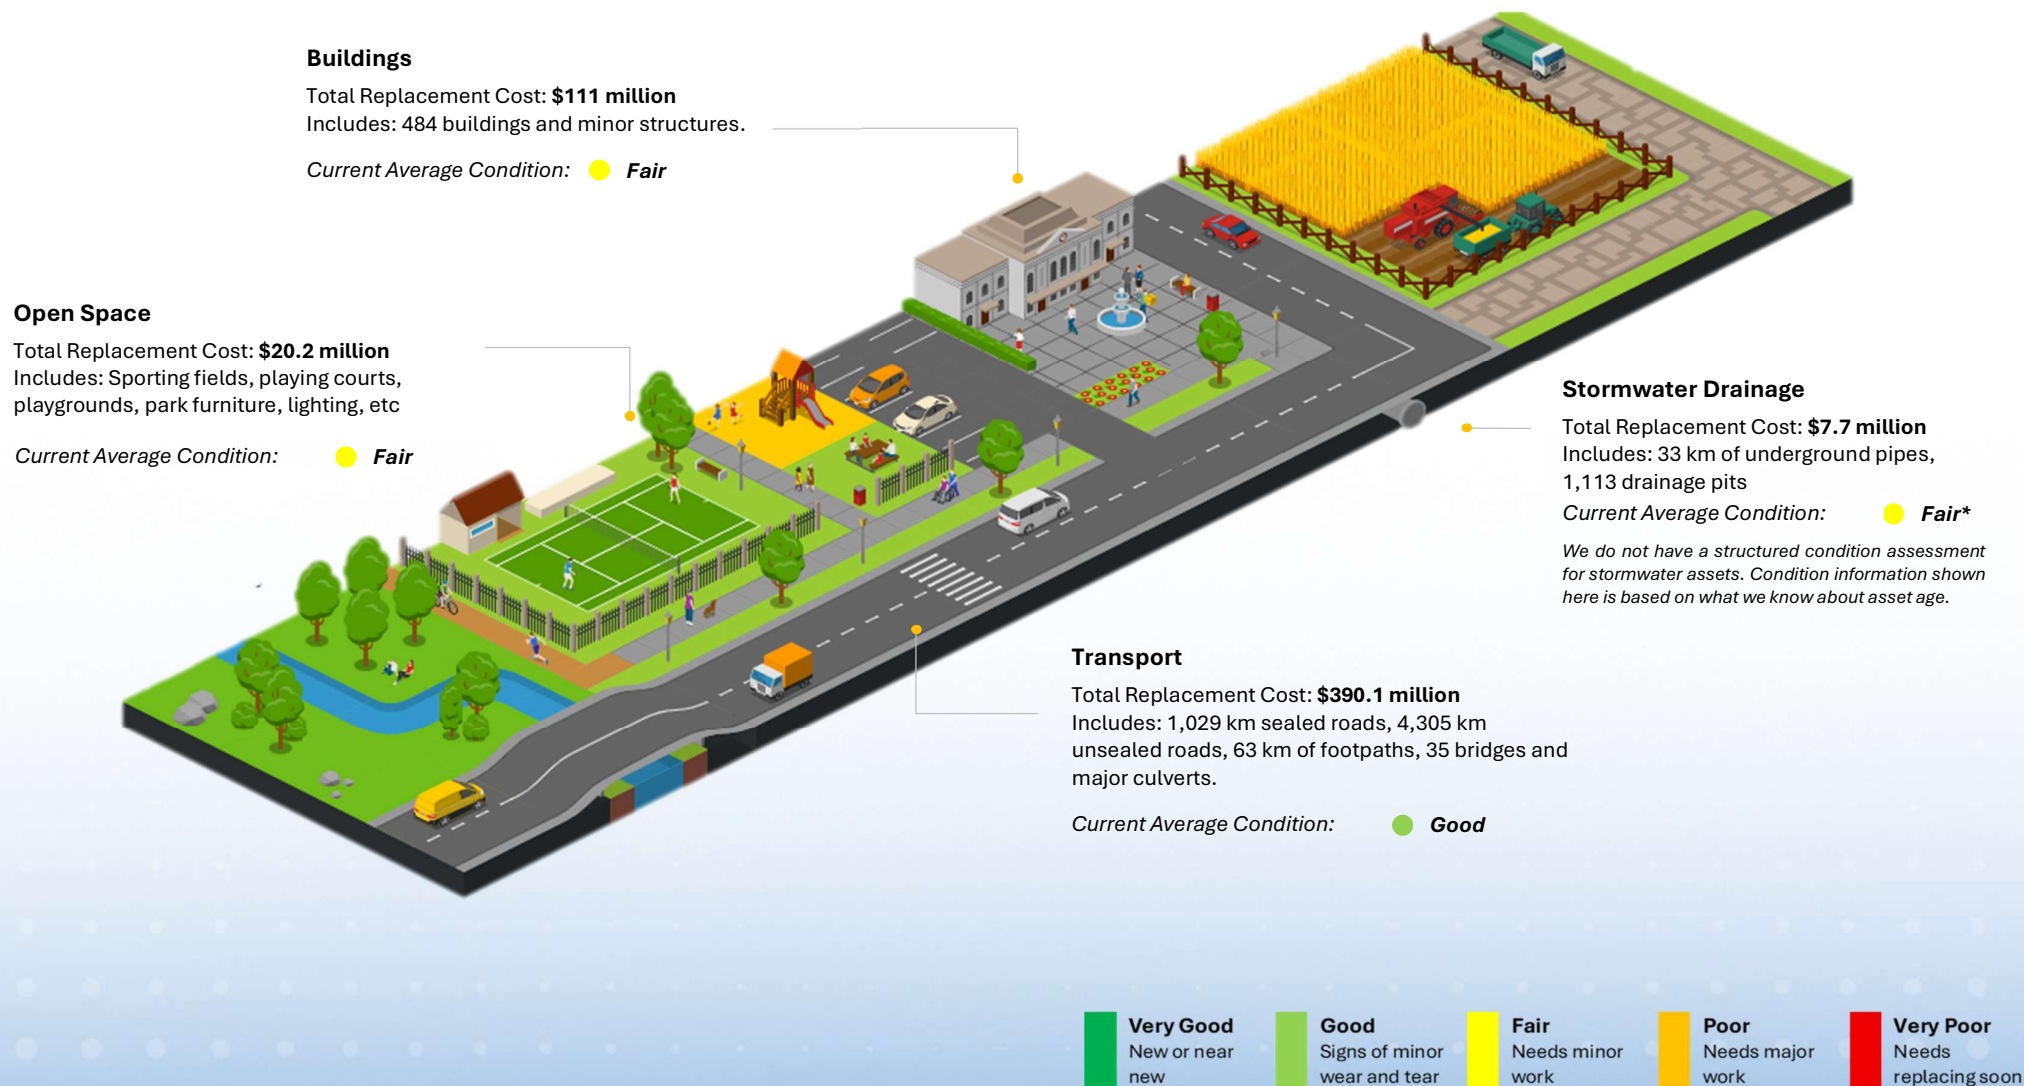 Buildings
Total Replacement Cost: $111 million
Includes: 484 buildings and minor structures.
Current Average Condition: Fair
Open Space
Total Replacement Cost: $20.2 million
Includes: Sporting fields, playing courts,
playgrounds, park furniture, lighting, etc
Current Average Condition: Fair
Stormwater Drainage
Total Replacement Cost: $7.7 million
Includes: 33 km of underground pipes,
1,113 drainage pits
Current Average Condition: Fair*
We do not have a structured condition assessment
for stormwater assets. Condition information shown
here is based on what we know about asset age.
Transport
Total Replacement Cost: $390.1 million
Includes: 1,029 km sealed roads, 4,305 km
unsealed roads, 63 km of footpaths, 35 bridges and
major culverts.
Current Average Condition: Good
Very Good
New or near
new
Good
Signs of minor
wear and tear
Fair
Needs minor
work
Poor
Needs major
work
Very Poor
Needs
replacing soon